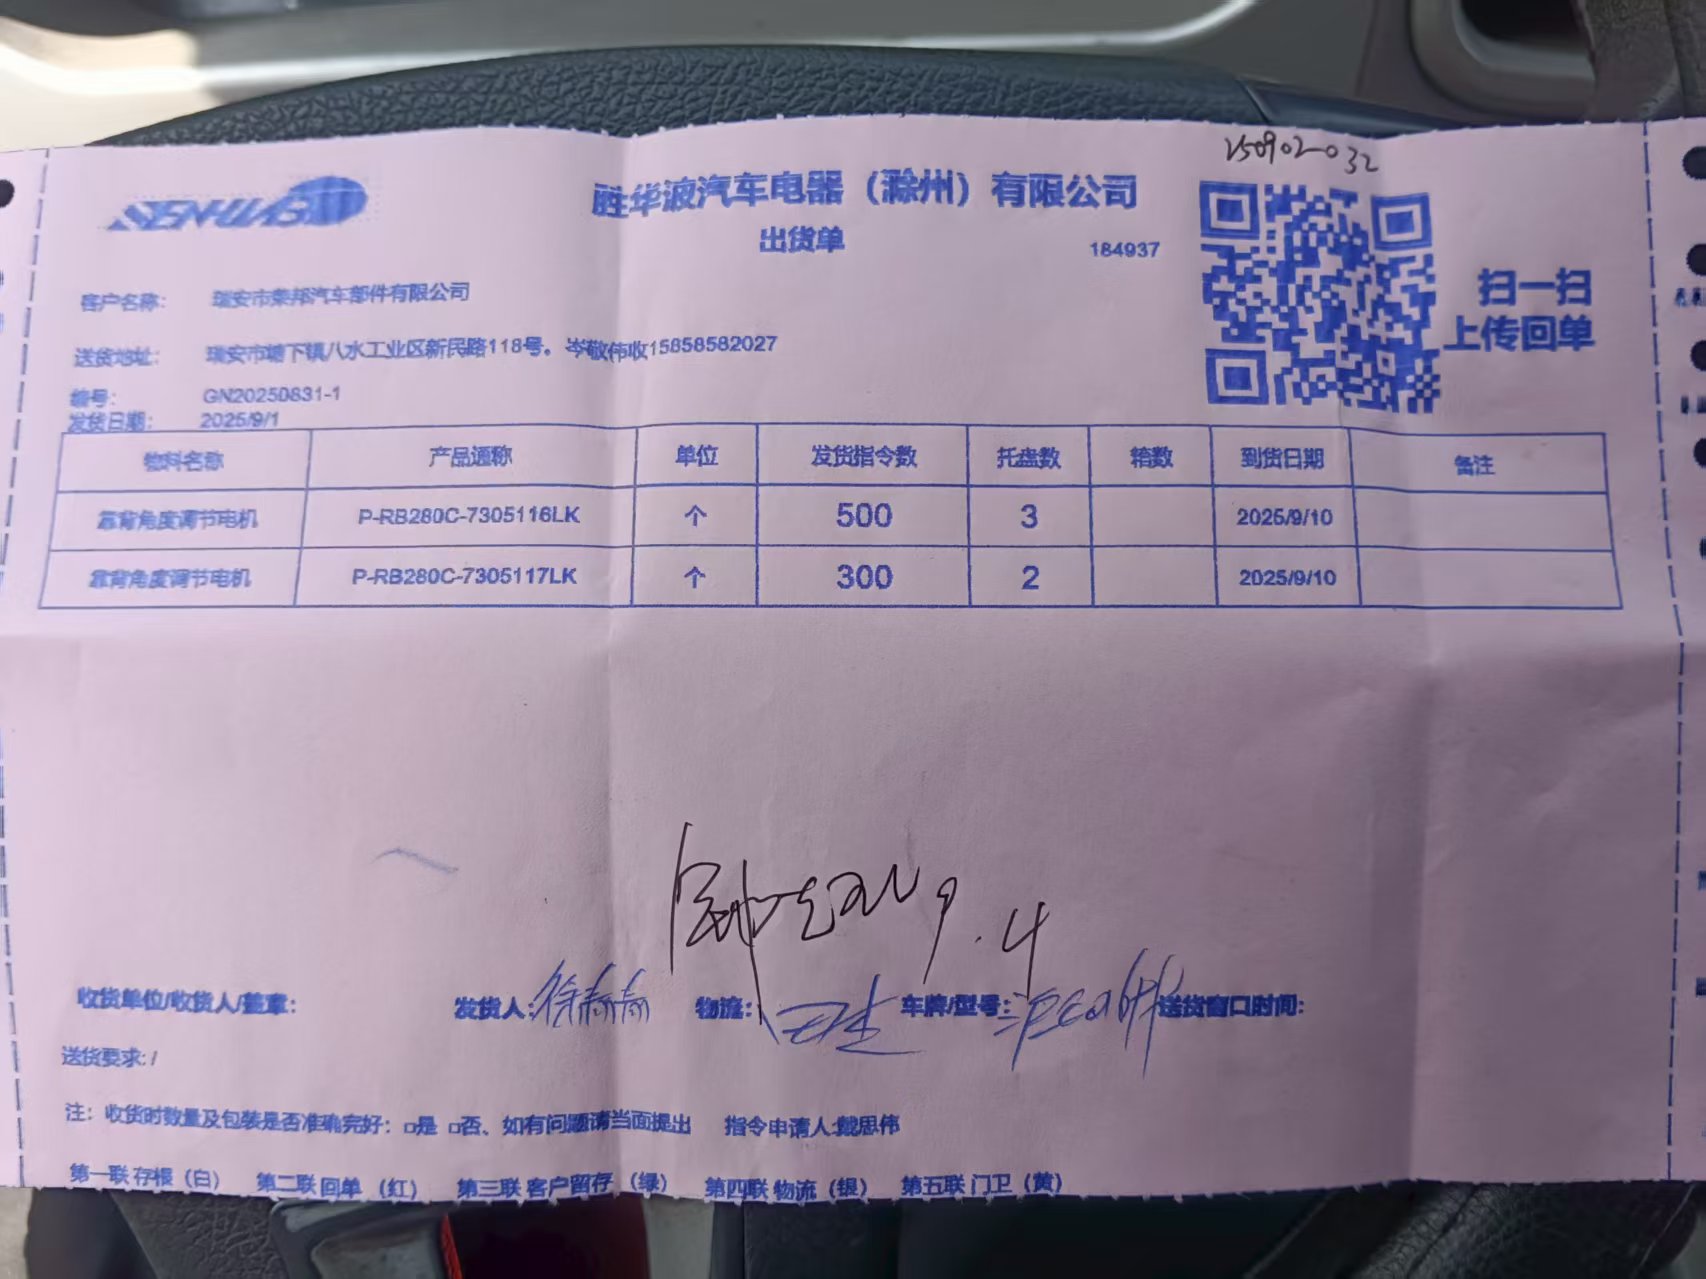 250902-032
SENHUABO
胜华波汽车电器（滁州）有限公司
出货单
184937
扫一扫
上传回单
客户名称： 瑞安市集邦汽车部件有限公司
送货地址： 瑞安市塘下镇八水工业区新民路118号。岑敬伟收15858582027
编号： GN20250831-1
发货日期： 2025/9/1
物料名称 产品通称 单位 发货指令数 托盘数 箱数 到货日期 备注
靠背角度调节电机 P-RB280C-7305116LK 个 500 3 2025/9/10
靠背角度调节电机 P-RB280C-7305117LK 个 300 2 2025/9/10
9.4
收货单位/收货人/盖章： 发货人：徐春春 物流： 车牌/型号： 送货窗口时间：
送货要求：/
注：收货时数量及包装是否准确完好：□是 □否、如有问题请当面提出 指令申请人:戴思伟
第一联 存根（白） 第二联 回单（红） 第三联 客户留存（绿） 第四联 物流（银） 第五联 门卫（黄）